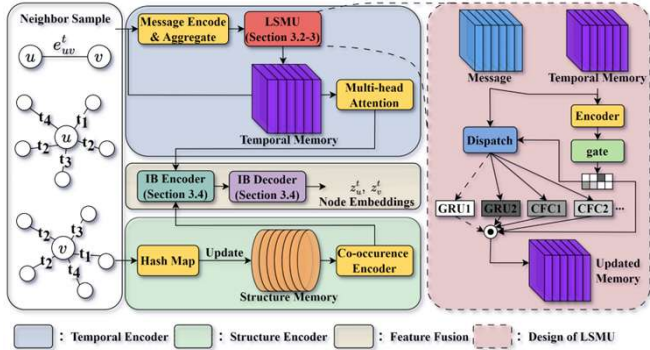 Neighbor Sample
e^t_{uv}
u
v
t4
t1
u
t2
t2
t3
t2
t3
v
t2
t1
t4
Message Encode
& Aggregate
LSMU
(Section 3.2-3)
Temporal Memory
Multi-head
Attention
IB Encoder
(Section 3.4)
IB Decoder
(Section 3.4)
z^t_u, z^t_v
Node Embeddings
Hash Map
Update
Structure Memory
Co-occurence
Encoder
Message
Temporal Memory
Encoder
Dispatch
gate
GRU1
GRU2
CFC1
CFC2
...
Updated
Memory
: Temporal Encoder
: Structure Encoder
: Feature Fusion
: Design of LSMU